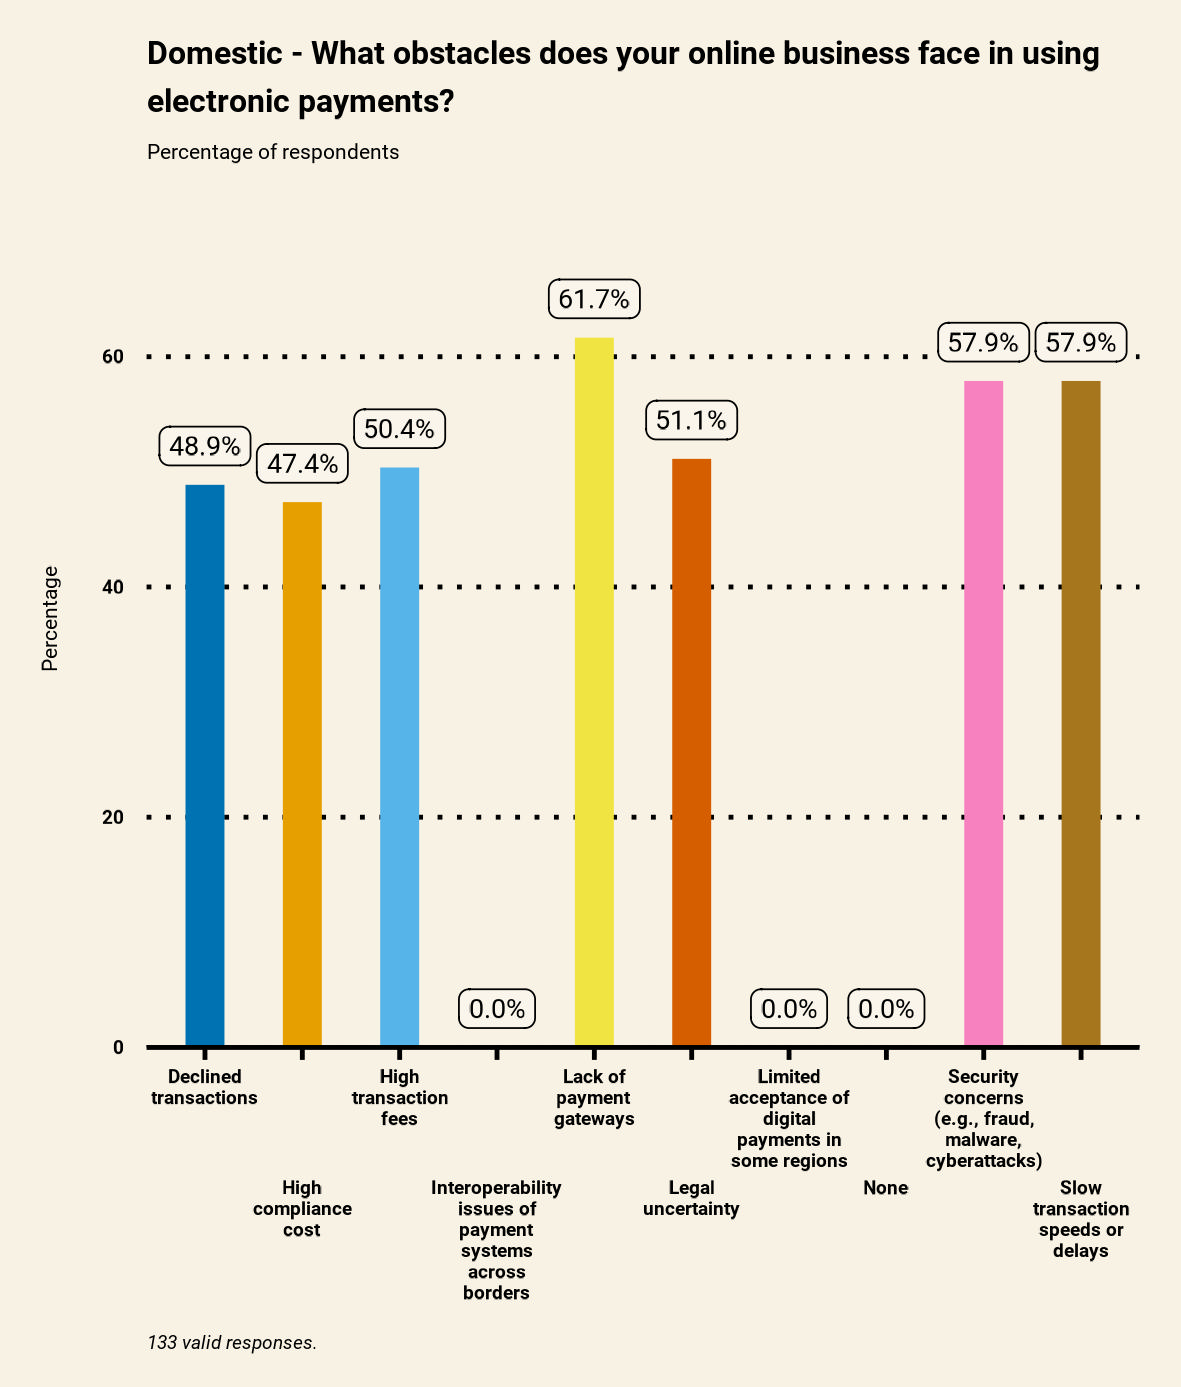 Domestic - What obstacles does your online business face in using
electronic payments?
Percentage of respondents
61.7%
57.9%
57.9%
60
51.1%
50.4%
48.9%
47.4%
40
Percentage
20
0.0%
0.0%
0.0%
0
Declined
transactions
High
transaction
fees
Lack of
payment
gateways
Limited
acceptance of
digital
payments in
some regions
Security
concerns
(e.g., fraud,
malware,
cyberattacks)
High
compliance
cost
Interoperability
issues of
payment
systems
across
borders
Legal
uncertainty
None
Slow
transaction
speeds or
delays
133 valid responses.